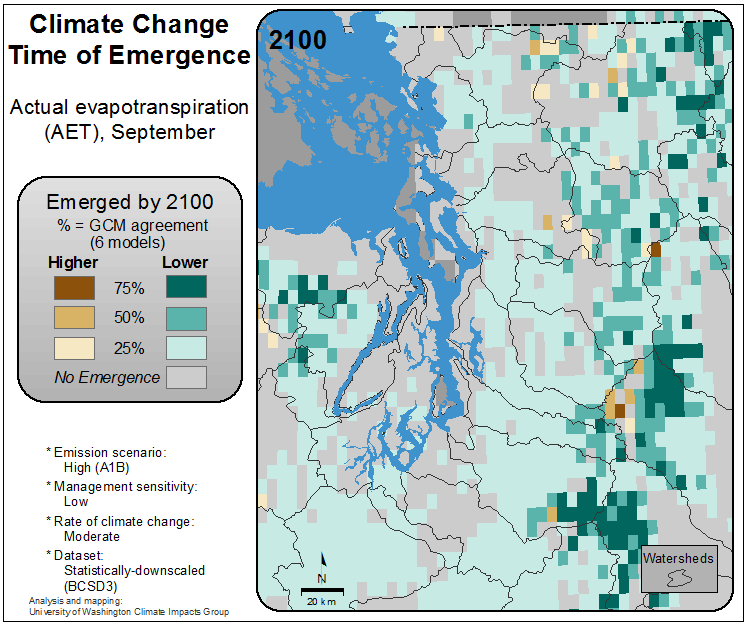 Climate Change
Time of Emergence
Actual evapotranspiration
(AET), September
Emerged by 2100
% = GCM agreement
(6 models)
Higher Lower
75%
50%
25%
No Emergence
* Emission scenario:
High (A1B)
* Management sensitivity:
Low
* Rate of climate change:
Moderate
* Dataset:
Statistically-downscaled
(BCSD3)
Analysis and mapping:
University of Washington Climate Impacts Group
2100
N
20 km
Watersheds